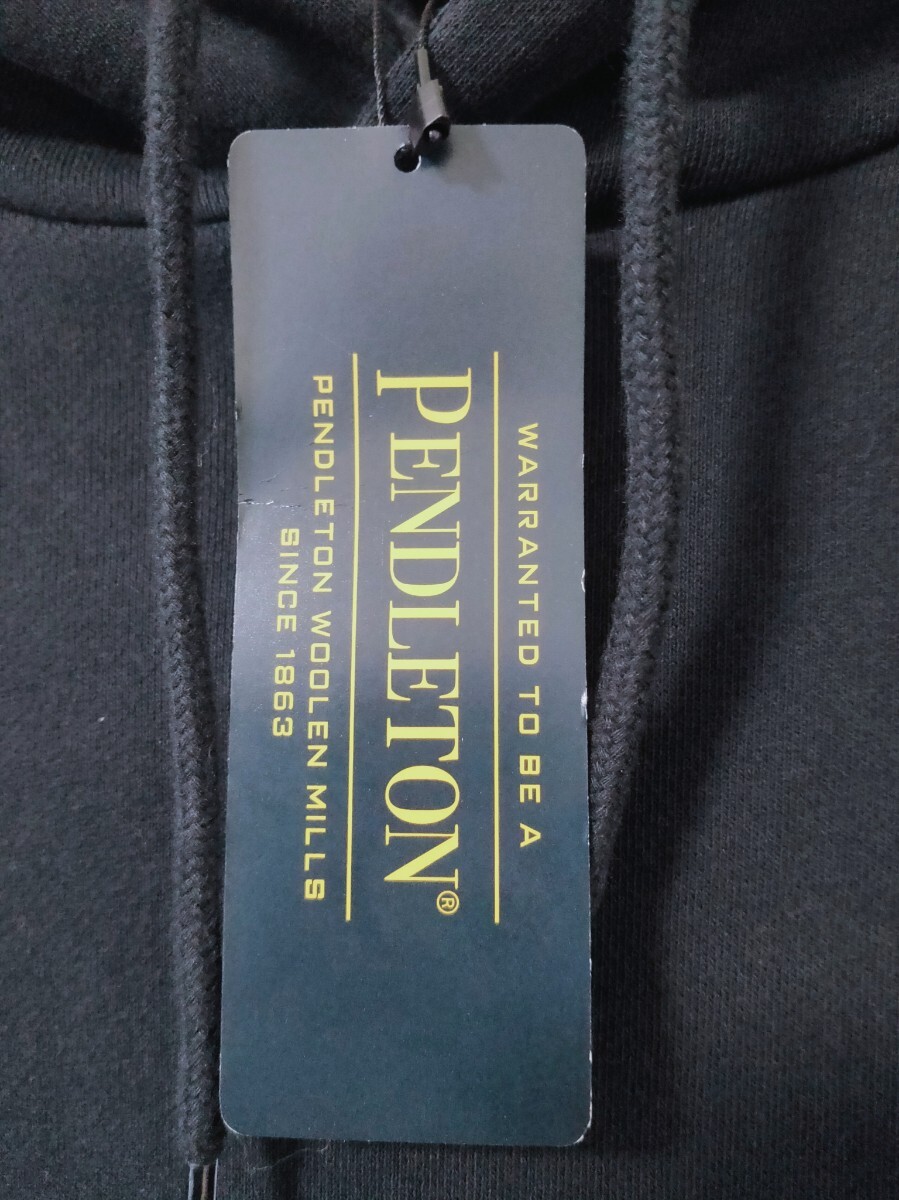 WARRANTED TO BE A
PENDLETON®
PENDLETON WOOLEN MILLS
SINCE 1863